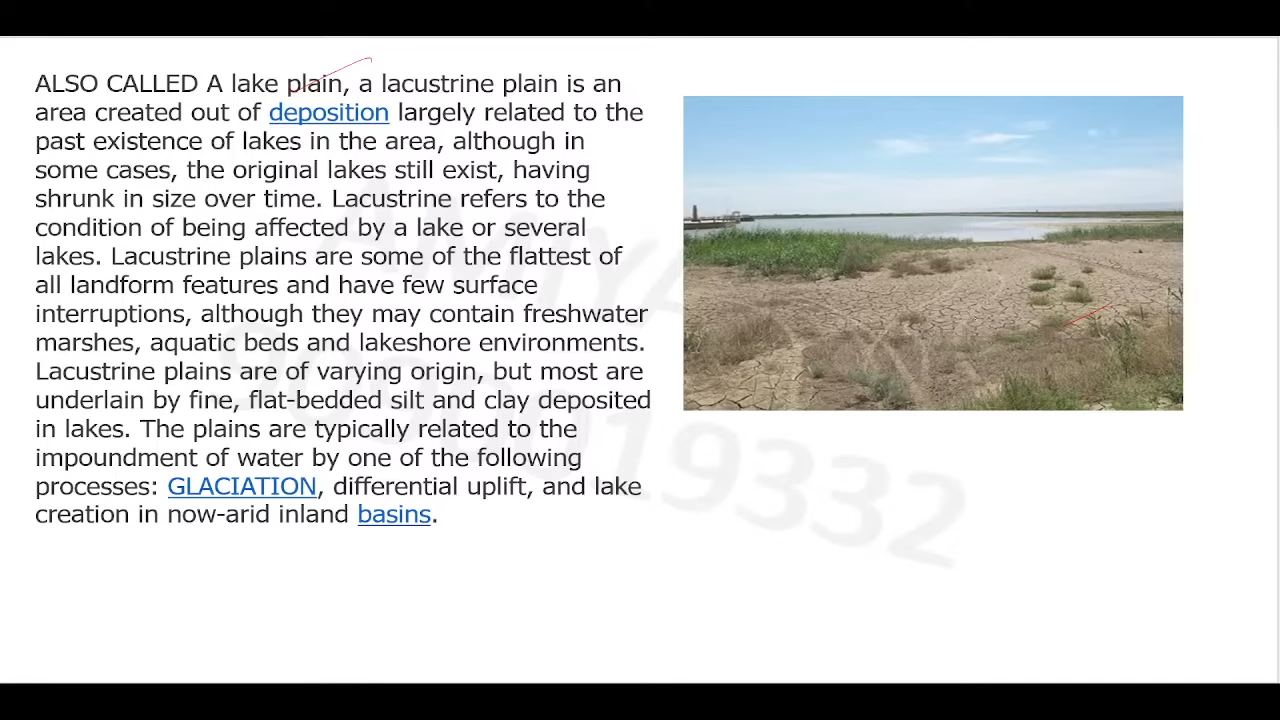 ALSO CALLED A lake plain, a lacustrine plain is an
area created out of deposition largely related to the
past existence of lakes in the area, although in
some cases, the original lakes still exist, having
shrunk in size over time. Lacustrine refers to the
condition of being affected by a lake or several
lakes. Lacustrine plains are some of the flattest of
all landform features and have few surface
interruptions, although they may contain freshwater
marshes, aquatic beds and lakeshore environments.
Lacustrine plains are of varying origin, but most are
underlain by fine, flat-bedded silt and clay deposited
in lakes. The plains are typically related to the
impoundment of water by one of the following
processes: GLACIATION, differential uplift, and lake
creation in now-arid inland basins.